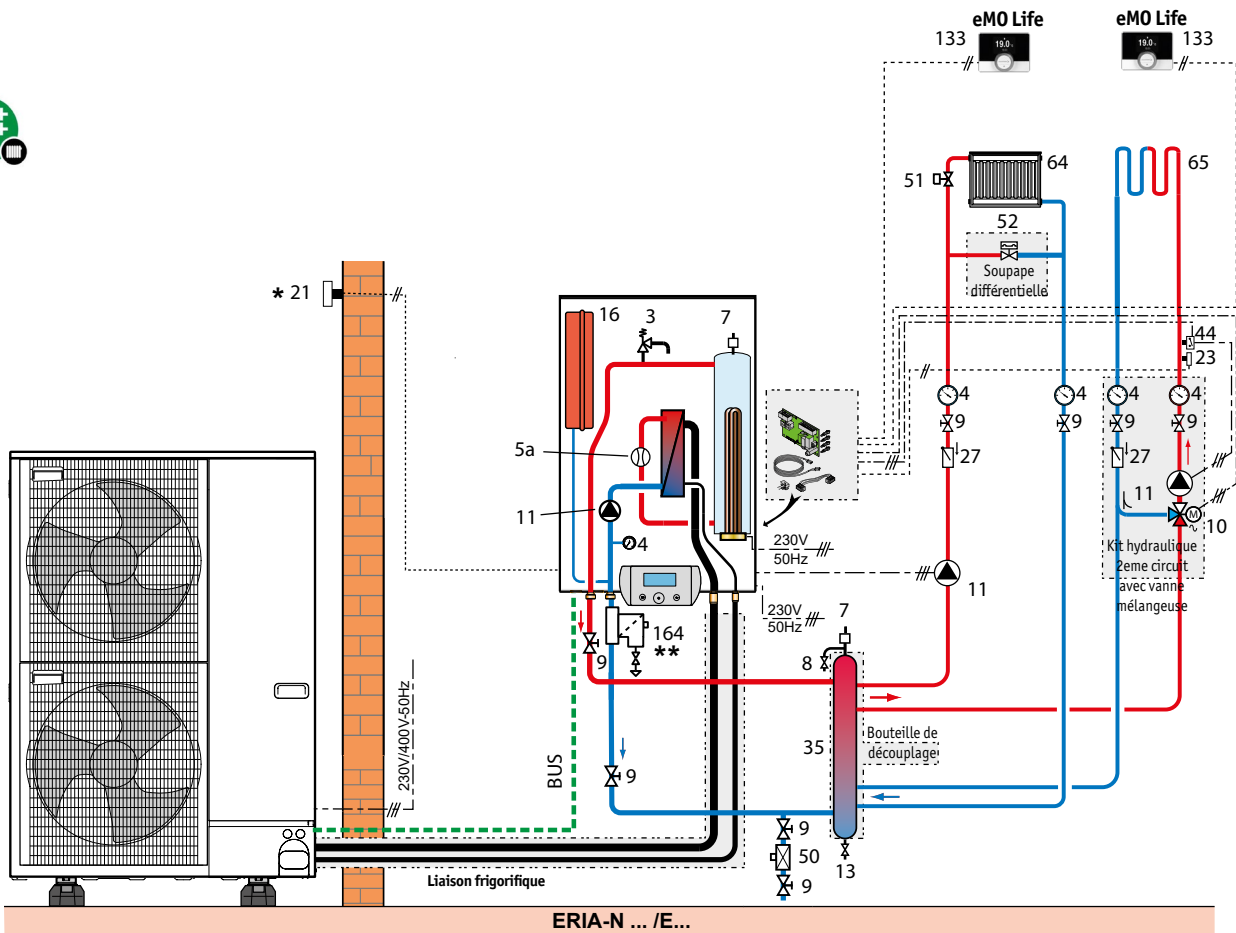 eMO Life
eMO Life
133
19.0
19.0
133
51
64
65
52
Soupape
différentielle
* 21
16
3
7
44
23
4
4
4
4
9
9
9
9
5a
27
27
11
11
4
10
M
~
Kit hydraulique
2eme circuit
avec vanne
mélangeuse
230V
50Hz
11
230V
50Hz
7
164
**
9
8
230V/400V-50Hz
BUS
35
Bouteille de
découplage
9
9
50
9
13
Liaison frigorifique
ERIA-N ... /E...